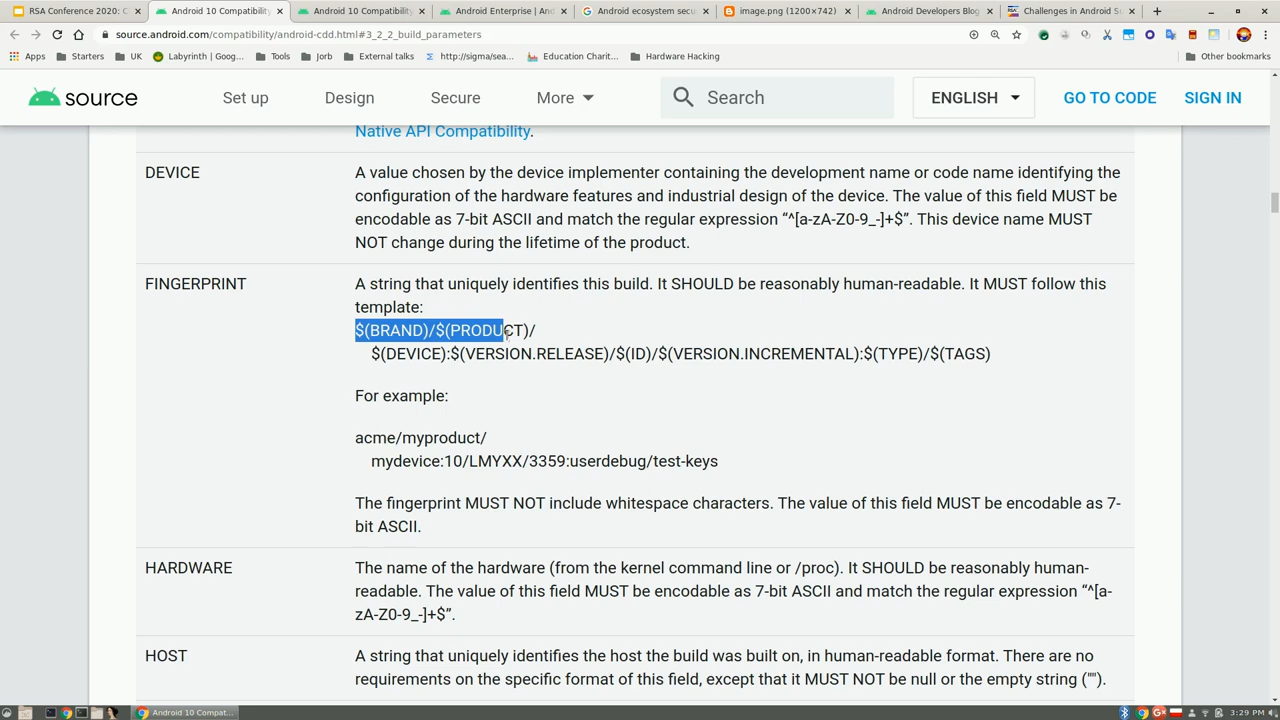 RSA Conference 2020: C
Android 10 Compatibility
Android 10 Compatibility
Android Enterprise | And
Android ecosystem secu
image.png (1200×742)
Android Developers Blog
Challenges in Android Su
source.android.com/compatibility/android-cdd.html#3_2_2_build_parameters
Apps
Starters
UK
Labyrinth | Goog...
Tools
Jorb
External talks
http://sigma/sea...
Education Charit...
Hardware Hacking
Other bookmarks
source
Set up
Design
Secure
More
Search
ENGLISH
GO TO CODE
SIGN IN
Native API Compatibility.
DEVICE
A value chosen by the device implementer containing the development name or code name identifying the
configuration of the hardware features and industrial design of the device. The value of this field MUST be
encodable as 7-bit ASCII and match the regular expression “^[a-zA-Z0-9_-]+$”. This device name MUST
NOT change during the lifetime of the product.
FINGERPRINT
A string that uniquely identifies this build. It SHOULD be reasonably human-readable. It MUST follow this
template:
$(BRAND)/$(PRODUCT)/
$(DEVICE):$(VERSION.RELEASE)/$(ID)/$(VERSION.INCREMENTAL):$(TYPE)/$(TAGS)
For example:
acme/myproduct/
mydevice:10/LMYXX/3359:userdebug/test-keys
The fingerprint MUST NOT include whitespace characters. The value of this field MUST be encodable as 7-
bit ASCII.
HARDWARE
The name of the hardware (from the kernel command line or /proc). It SHOULD be reasonably human-
readable. The value of this field MUST be encodable as 7-bit ASCII and match the regular expression “^[a-
zA-Z0-9_-]+$”.
HOST
A string that uniquely identifies the host the build was built on, in human-readable format. There are no
requirements on the specific format of this field, except that it MUST NOT be null or the empty string ("").
Android 10 Compat...
3:29 PM